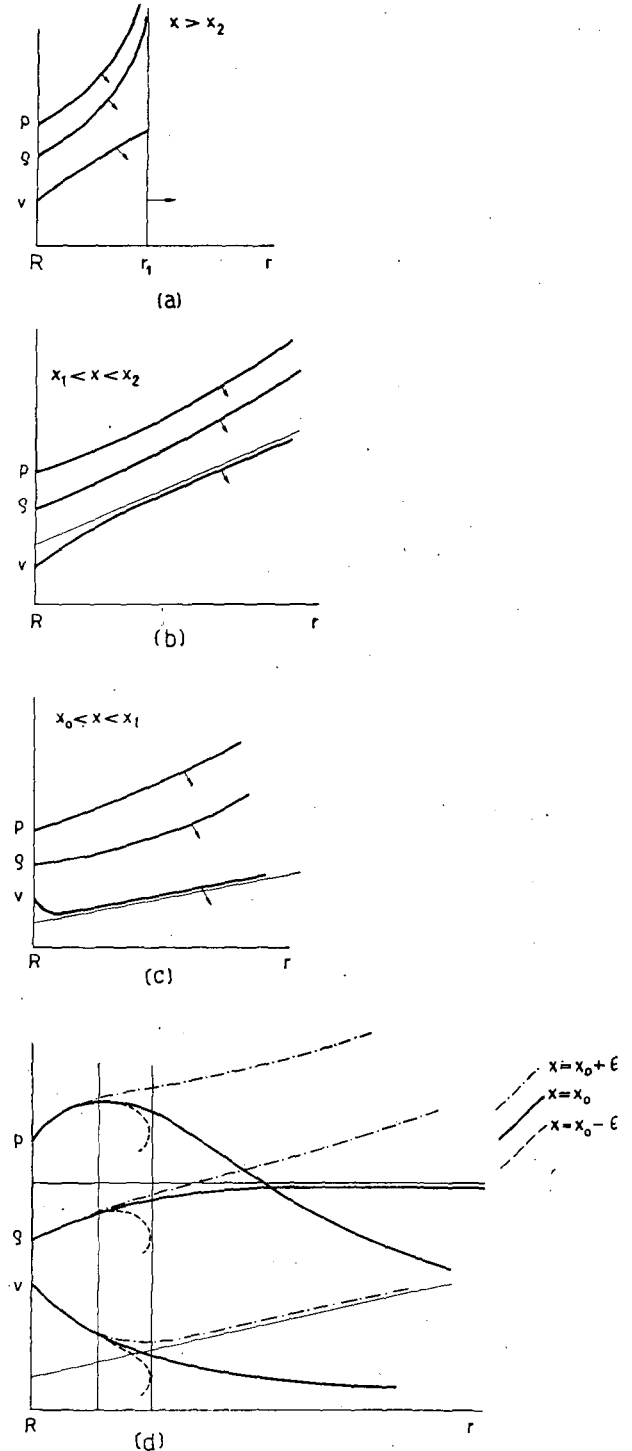 x > x₂
p
ρ
v
R r₁ r
(a)
x₁ < x < x₂
p
ρ
v
R r
(b)
x₀ < x < x₁
p
ρ
v
R r
(c)
x = x₀ + ϵ
x = x₀
x = x₀ - ϵ
p
ρ
v
R r
(d)